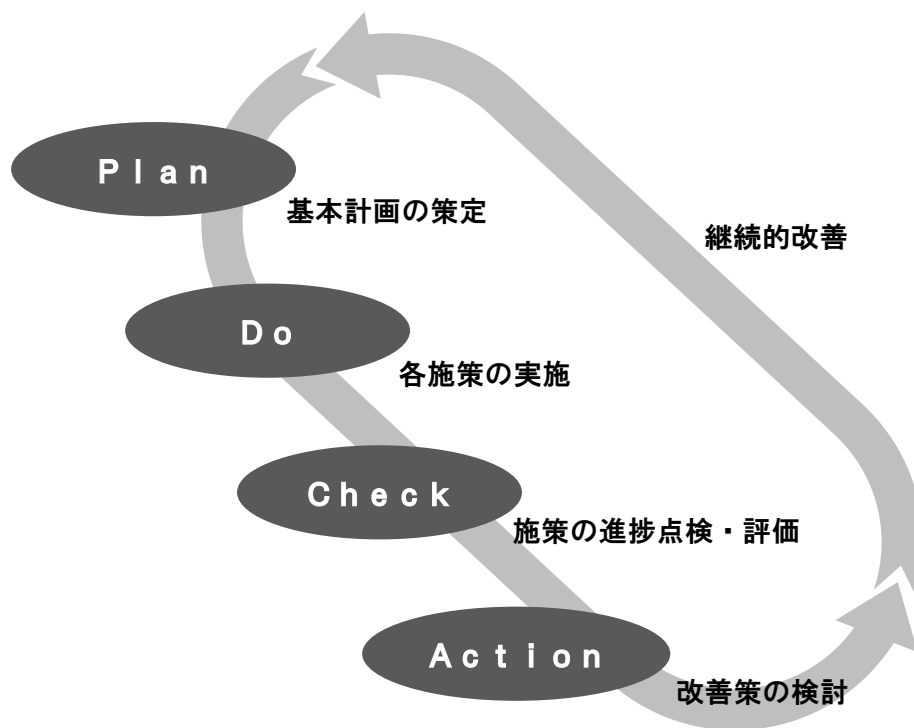 Plan
基本計画の策定
継続的改善
Do
各施策の実施
Check
施策の進捗点検・評価
Action
改善策の検討